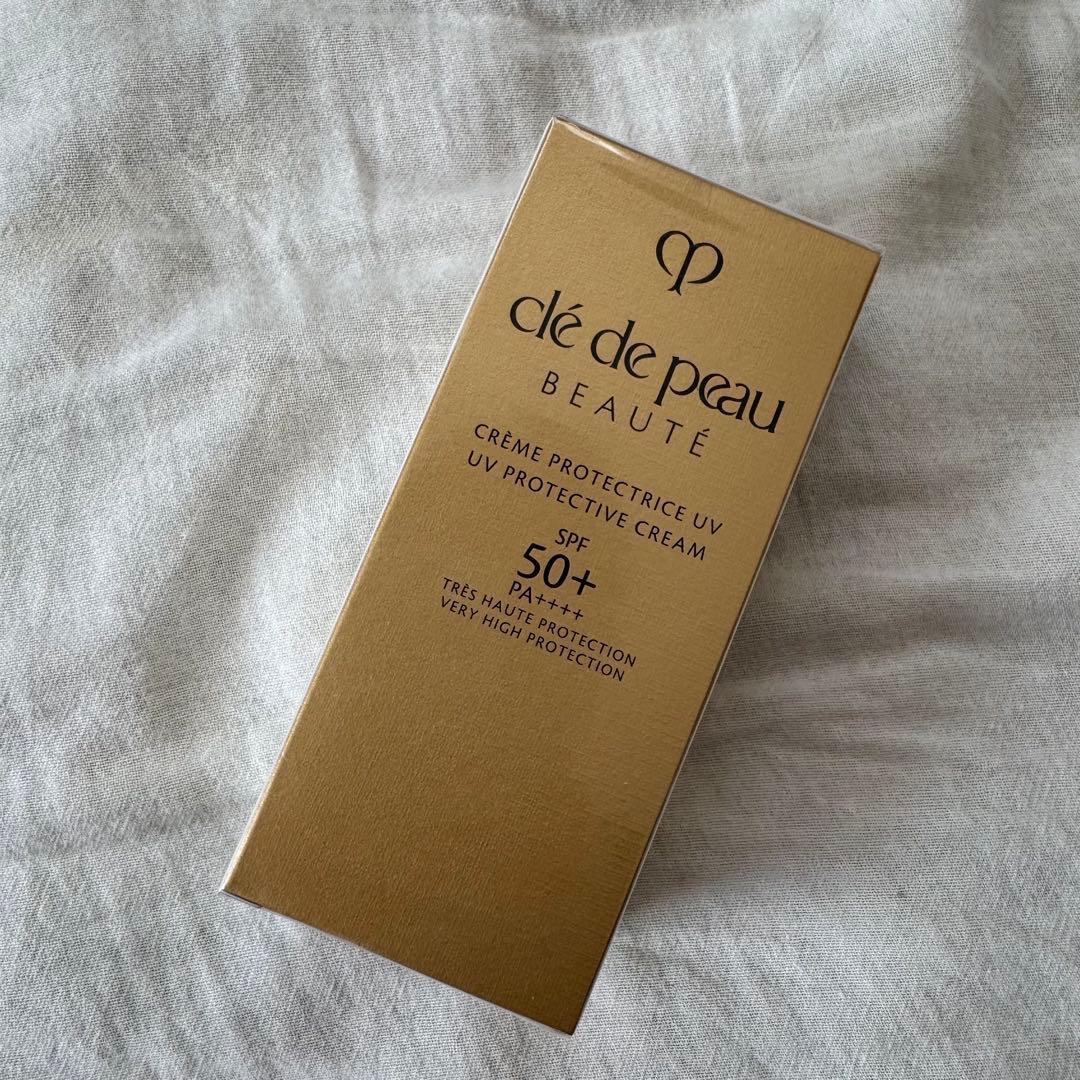 clé de peau
BEAUTÉ
CRÈME PROTECTRICE UV
UV PROTECTIVE CREAM
SPF
50+
PA++++
TRÈS HAUTE PROTECTION
VERY HIGH PROTECTION